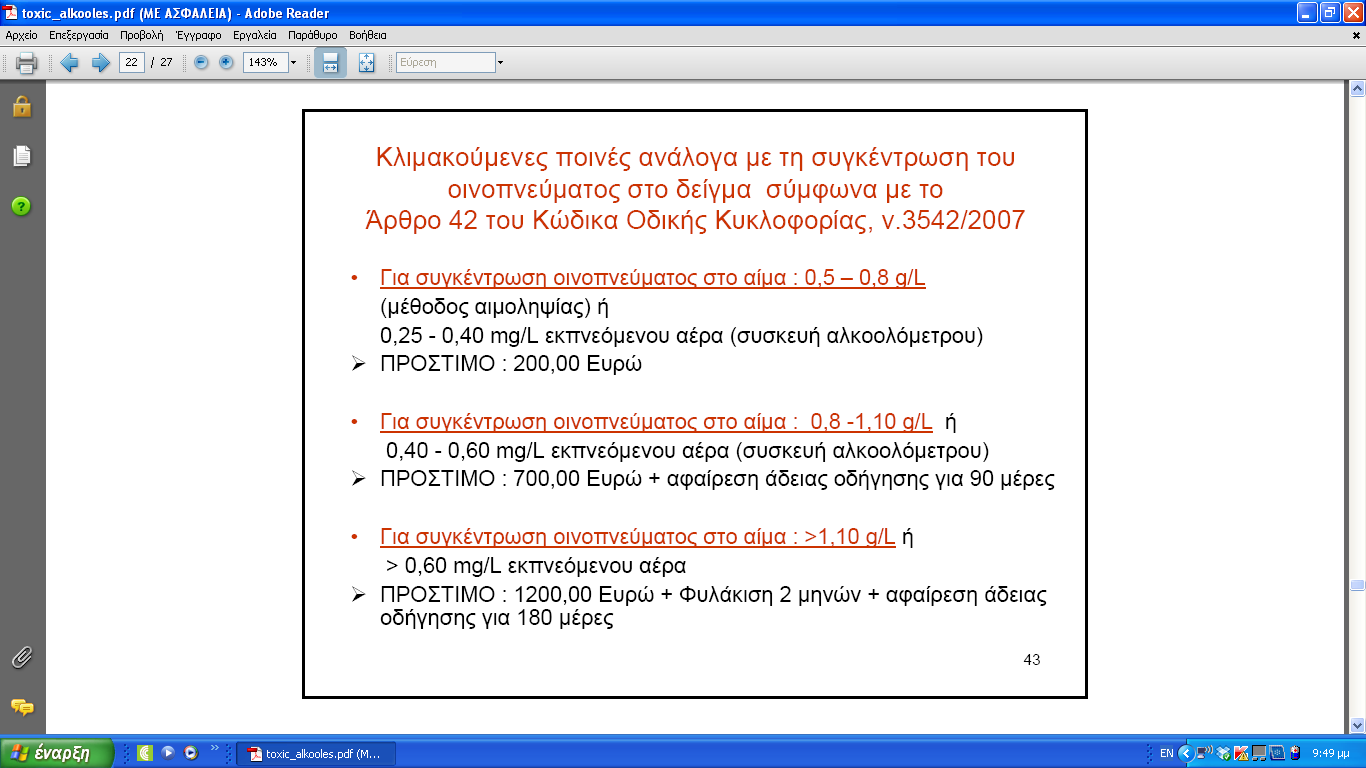 toxic_alkooles.pdf (ΜΕ ΑΣΦΑΛΕΙΑ) - Adobe Reader
Αρχείο Επεξεργασία Προβολή Έγγραφο Εργαλεία Παράθυρο Βοήθεια
22 / 27 143% Εύρεση
Κλιμακούμενες ποινές ανάλογα με τη συγκέντρωση του
οινοπνεύματος στο δείγμα σύμφωνα με το
Άρθρο 42 του Κώδικα Οδικής Κυκλοφορίας, ν.3542/2007
• Για συγκέντρωση οινοπνεύματος στο αίμα : 0,5 – 0,8 g/L
(μέθοδος αιμοληψίας) ή
0,25 - 0,40 mg/L εκπνεόμενου αέρα (συσκευή αλκοολόμετρου)
➢ ΠΡΟΣΤΙΜΟ : 200,00 Ευρώ
• Για συγκέντρωση οινοπνεύματος στο αίμα : 0,8 -1,10 g/L ή
0,40 - 0,60 mg/L εκπνεόμενου αέρα (συσκευή αλκοολόμετρου)
➢ ΠΡΟΣΤΙΜΟ : 700,00 Ευρώ + αφαίρεση άδειας οδήγησης για 90 μέρες
• Για συγκέντρωση οινοπνεύματος στο αίμα : >1,10 g/L ή
> 0,60 mg/L εκπνεόμενου αέρα
➢ ΠΡΟΣΤΙΜΟ : 1200,00 Ευρώ + Φυλάκιση 2 μηνών + αφαίρεση άδειας
οδήγησης για 180 μέρες
43
έναρξη toxic_alkooles.pdf (Μ... EN 9:49 μμ